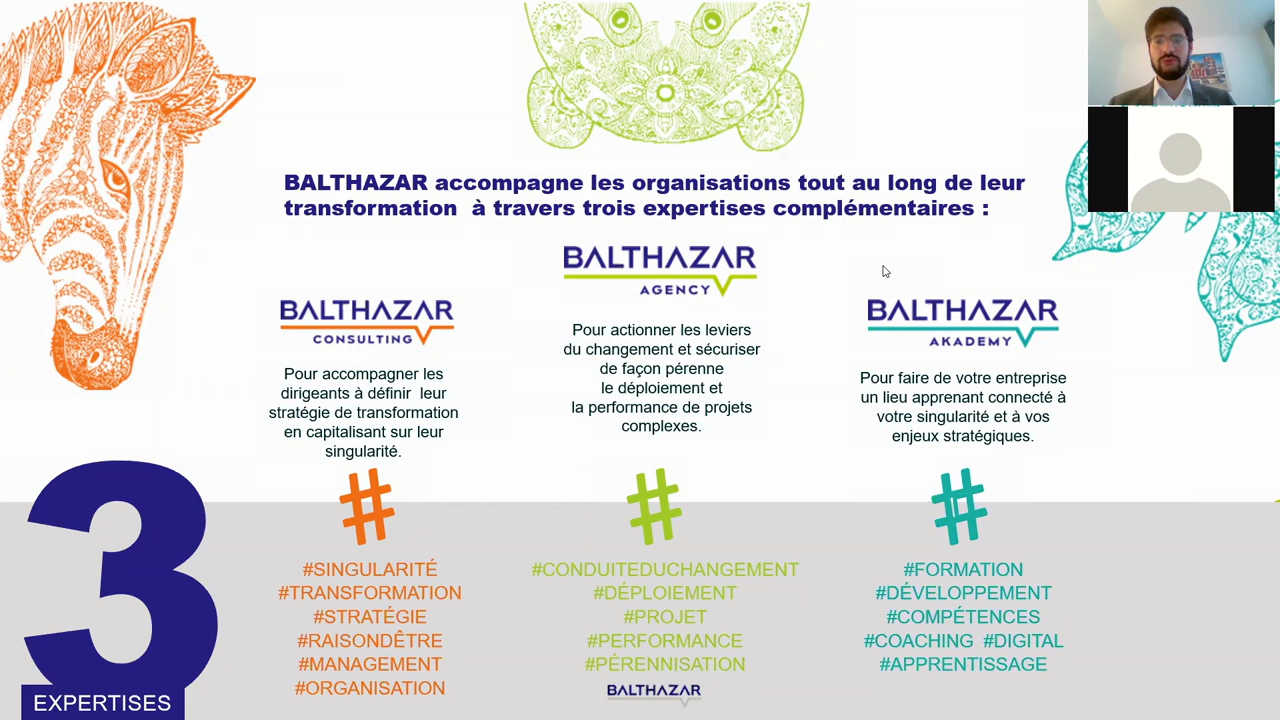 BALTHAZAR accompagne les organisations tout au long de leur
transformation à travers trois expertises complémentaires :
BALTHAZAR
CONSULTING
Pour accompagner les
dirigeants à définir leur
stratégie de transformation
en capitalisant sur leur
singularité.
#
#SINGULARITÉ
#TRANSFORMATION
#STRATÉGIE
#RAISONDÊTRE
#MANAGEMENT
#ORGANISATION
BALTHAZAR
AGENCY
Pour actionner les leviers
du changement et sécuriser
de façon pérenne
le déploiement et
la performance de projets
complexes.
#
#CONDUITEDUCHANGEMENT
#DÉPLOIEMENT
#PROJET
#PERFORMANCE
#PÉRENNISATION
BALTHAZAR
BALTHAZAR
AKADEMY
Pour faire de votre entreprise
un lieu apprenant connecté à
votre singularité et à vos
enjeux stratégiques.
#
#FORMATION
#DÉVELOPPEMENT
#COMPÉTENCES
#COACHING #DIGITAL
#APPRENTISSAGE
3
EXPERTISES